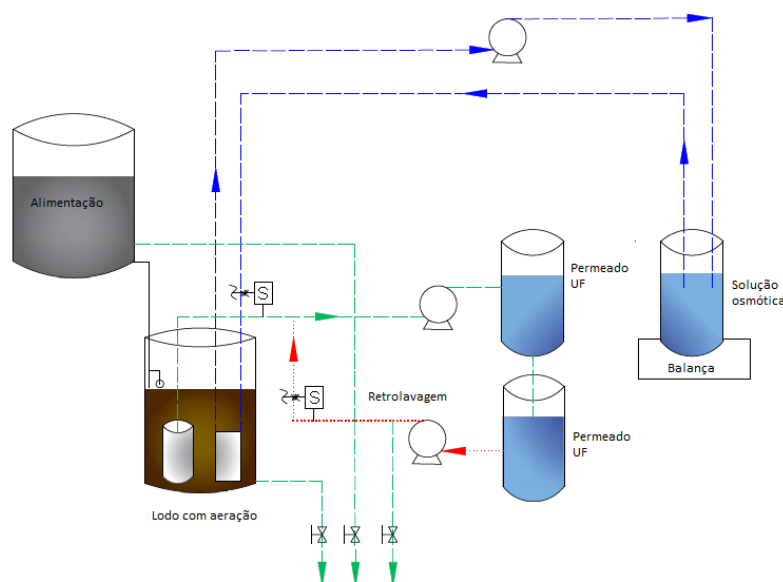 Alimentação
Permeado
UF
Solução
osmótica
S
Balança
S
Retrolavagem
Permeado
UF
Lodo com aeração